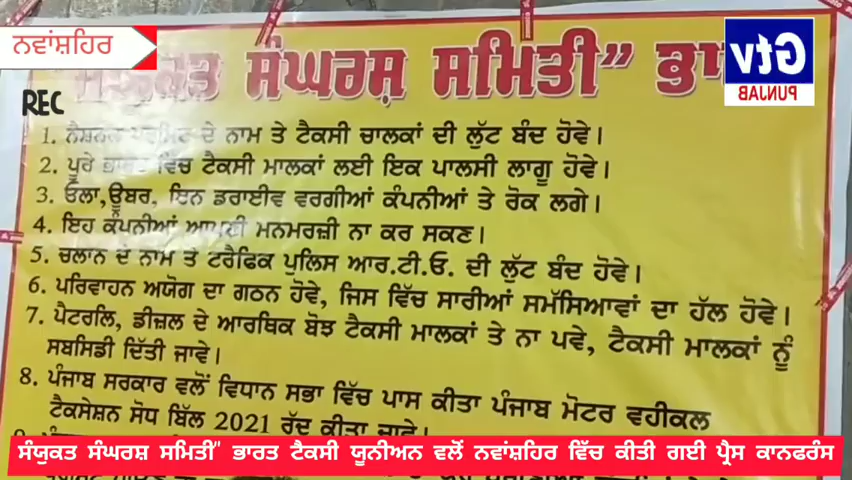 ਨਵਾਂਸ਼ਹਿਰ
Gtv
PUNJAB
ਸੰਘਰਸ਼ ਸਮਿਤੀ”
REC
1. ਦੇ ਨਾਮ ਤੇ ਟੈਕਸੀ ਚਾਲਕਾਂ ਦੀ ਲੁੱਟ ਬੰਦ ਹੋਵੇ।
2. ਪੂਰੇ ਭਾਰਤ ਵਿੱਚ ਟੈਕਸੀ ਮਾਲਕਾਂ ਲਈ ਇਕ ਪਾਲਸੀ ਲਾਗੂ ਹੋਵੇ।
3. ਓਲਾ,ਊਬਰ, ਇਨ ਡਰਾਈਵ ਵਰਗੀਆਂ ਕੰਪਨੀਆਂ ਤੇ ਰੋਕ ਲਗੇ।
4. ਇਹ ਕੰਪਨੀਆਂ ਆਪਣੀ ਮਨਮਰਜ਼ੀ ਨਾ ਕਰ ਸਕਣ।
5. ਚਲਾਨ ਦੇ ਨਾਮ ਤੇ ਟਰੈਫਿਕ ਪੁਲਿਸ ਆਰ.ਟੀ.ਓ. ਦੀ ਲੁੱਟ ਬੰਦ ਹੋਵੇ।
6. ਪਰਿਵਾਹਨ ਅਯੋਗ ਦਾ ਗਠਨ ਹੋਵੇ, ਜਿਸ ਵਿੱਚ ਸਾਰੀਆਂ ਸਮੱਸਿਆਵਾਂ ਦਾ ਹੱਲ ਹੋਵੇ।
7. ਪੈਟਰਲਿ, ਡੀਜ਼ਲ ਦੇ ਆਰਥਿਕ ਬੋਝ ਟੈਕਸੀ ਮਾਲਕਾਂ ਤੇ ਨਾ ਪਵੇ, ਟੈਕਸੀ ਮਾਲਕਾਂ ਨੂੰ
ਸਬਸਿਡੀ ਦਿੱਤੀ ਜਾਵੇ।
8. ਪੰਜਾਬ ਸਰਕਾਰ ਵਲੋਂ ਵਿਧਾਨ ਸਭਾ ਵਿੱਚ ਪਾਸ ਕੀਤਾ ਪੰਜਾਬ ਮੋਟਰ ਵਹੀਕਲ
ਟੈਕਸੇਸ਼ਨ ਸੋਧ ਬਿੱਲ 2021 ਰੱਦ ਕੀਤਾ ਜਾਵੇ।
ਸੰਯੁਕਤ ਸੰਘਰਸ਼ ਸਮਿਤੀ" ਭਾਰਤ ਟੈਕਸੀ ਯੂਨੀਅਨ ਵਲੋਂ ਨਵਾਂਸ਼ਹਿਰ ਵਿੱਚ ਕੀਤੀ ਗਈ ਪ੍ਰੈਸ ਕਾਨਫਰੰਸ